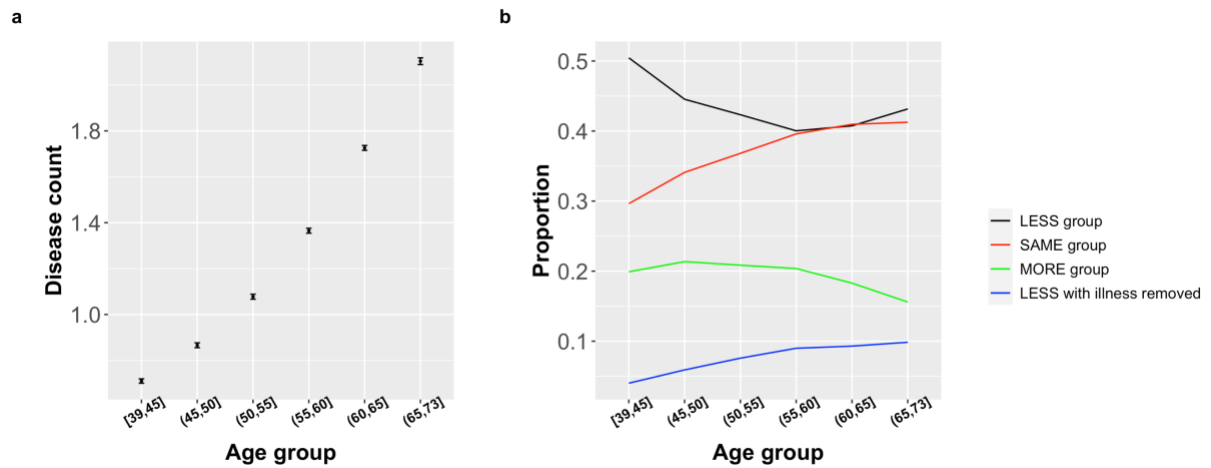 a
Disease count
1.8
1.4
1.0
[39,45]
(45,50]
(50,55]
(55,60]
(60,65]
(65,73]
Age group
b
Proportion
0.5
0.4
0.3
0.2
0.1
[39,45]
(45,50]
(50,55]
(55,60]
(60,65]
(65,73]
Age group
LESS group
SAME group
MORE group
LESS with illness removed